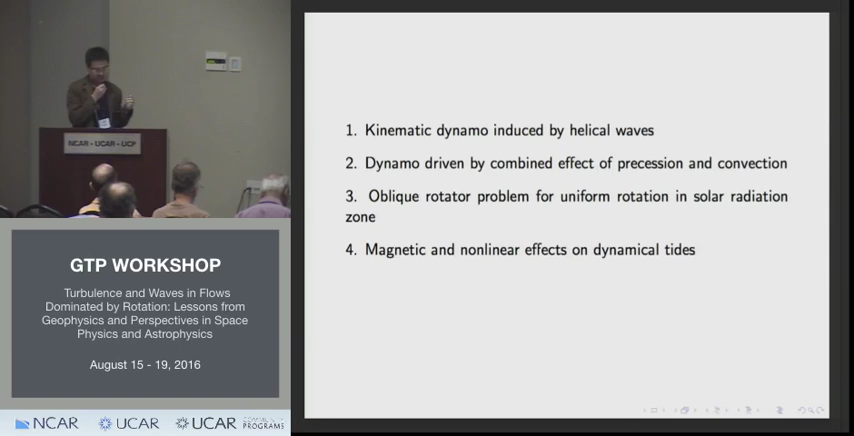 NCAR • UCAR • UCP
GTP WORKSHOP
Turbulence and Waves in Flows
Dominated by Rotation: Lessons from
Geophysics and Perspectives in Space
Physics and Astrophysics
August 15 - 19, 2016
NCAR
UCAR
UCAR
PROGRAMS
1. Kinematic dynamo induced by helical waves
2. Dynamo driven by combined effect of precession and convection
3. Oblique rotator problem for uniform rotation in solar radiation
zone
4. Magnetic and nonlinear effects on dynamical tides